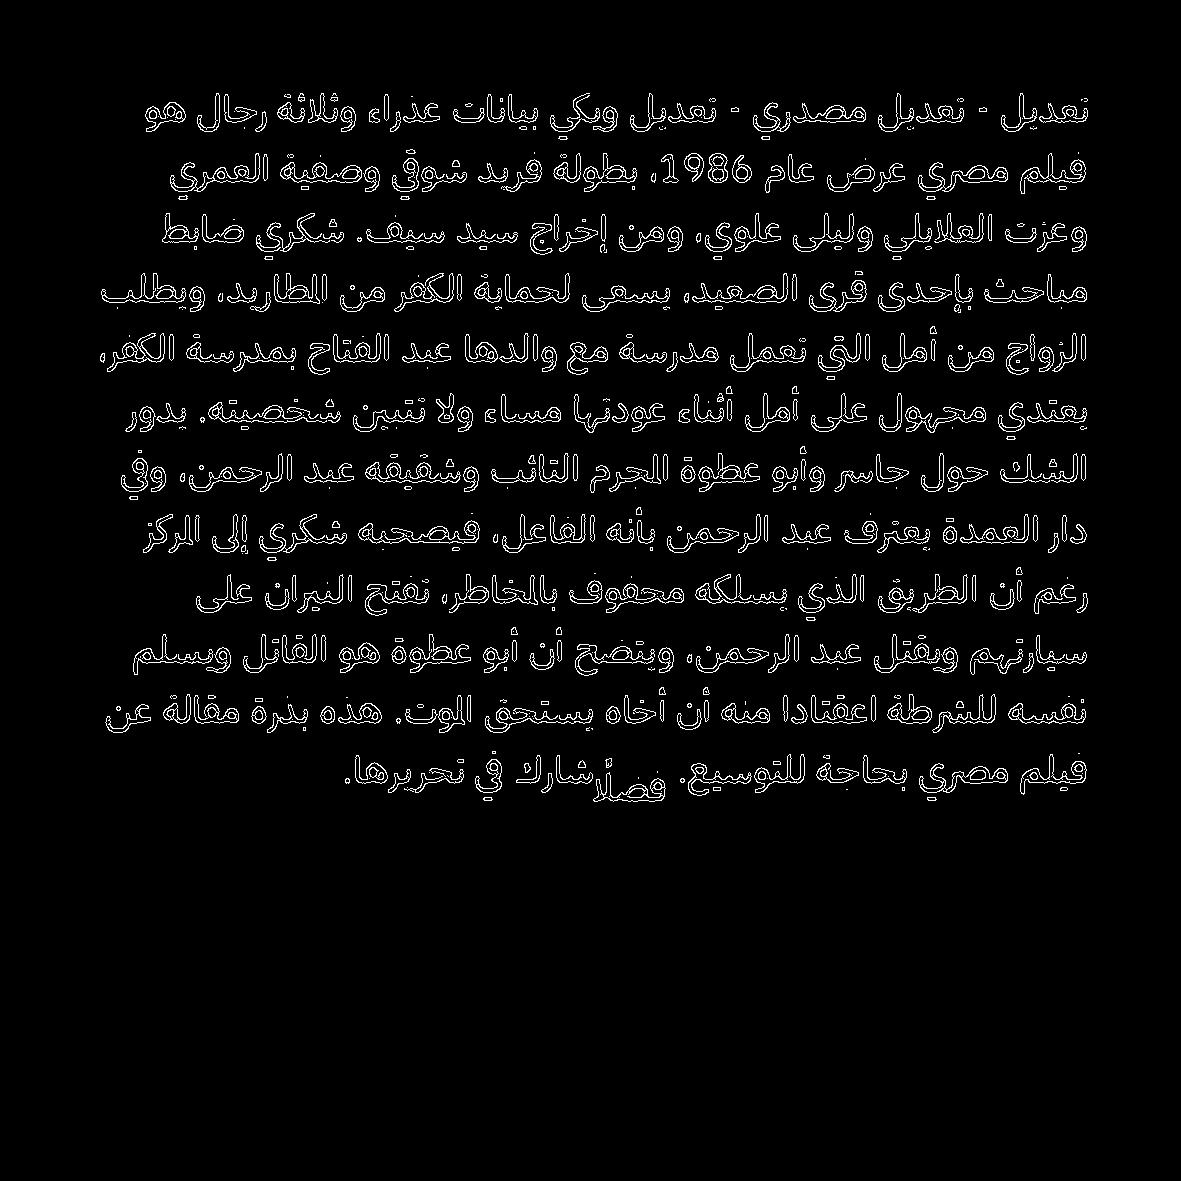 تعديل - تعديل مصدري - تعديل ويكي بيانات عذراء وثلاثة رجال هو
فيلم مصري عرض عام 1986، بطولة فريد شوقي وصفية العمري
وعزت العلايلي وليلى علوي، ومن إخراج سيد سيف. شكري ضابط
مباحث بإحدى قرى الصعيد، يسعى لحماية الكفر من المطاريد، ويطلب
الزواج من أمل التي تعمل مدرسة مع والدها عبد الفتاح بمدرسة الكفر،
يعتدي مجهول على أمل أثناء عودتها مساء ولا تتبين شخصيته. يدور
الشك حول جاسر وأبو عطوة المجرم التائب وشقيقه عبد الرحمن، وفي
دار العمدة يعترف عبد الرحمن بأنه الفاعل، فيصحبه شكري إلى المركز
رغم أن الطريق الذي يسلكه محفوف بالمخاطر، تفتح النيران على
سيارتهم ويقتل عبد الرحمن، ويتضح أن أبو عطوة هو القاتل ويسلم
نفسه للشرطة اعتقادا منه أن أخاه يستحق الموت. هذه بذرة مقالة عن
فيلم مصري بحاجة للتوسيع. فضلًا شارك في تحريرها.